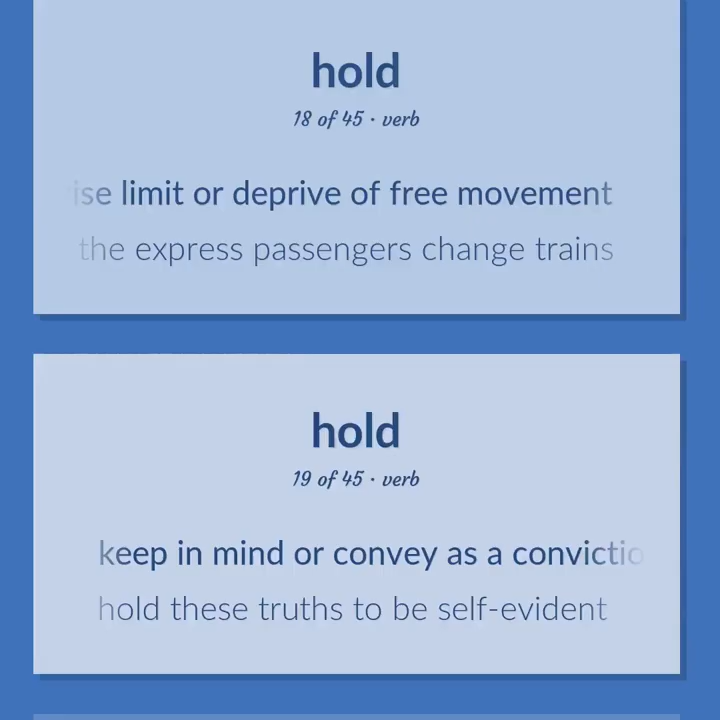 hold
18 of 45 · verb
limit or deprive of free movement
the express passengers change trains
hold
19 of 45 · verb
keep in mind or convey as a
hold these truths to be self-evident